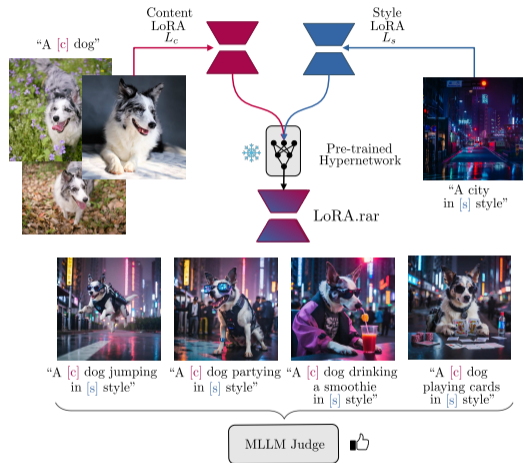 Content
LoRA
L_c
Style
LoRA
L_s
“A [c] dog”
Pre-trained
Hypernetwork
“A city
in [s] style”
LoRA.rar
“A [c] dog jumping
in [s] style”
“A [c] dog partying
in [s] style”
“A [c] dog drinking
a smoothie
in [s] style”
“A [c] dog
playing cards
in [s] style”
MLLM Judge